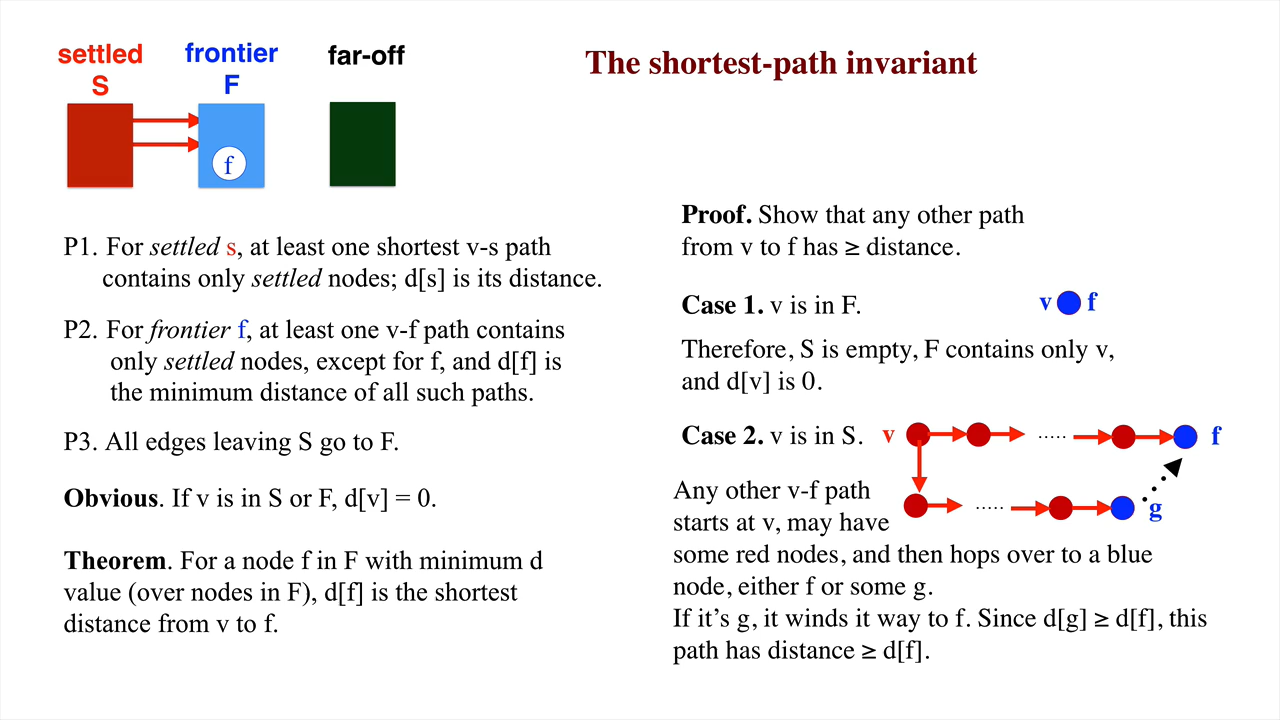 The shortest-path invariant
settled
S
frontier
F
far-off
f
P1. For settled s, at least one shortest v-s path
contains only settled nodes; d[s] is its distance.
P2. For frontier f, at least one v-f path contains
only settled nodes, except for f, and d[f] is
the minimum distance of all such paths.
P3. All edges leaving S go to F.
Obvious. If v is in S or F, d[v] = 0.
Theorem. For a node f in F with minimum d
value (over nodes in F), d[f] is the shortest
distance from v to f.
Proof. Show that any other path
from v to f has ≥ distance.
Case 1. v is in F.
v f
Therefore, S is empty, F contains only v,
and d[v] is 0.
Case 2. v is in S.
v ..... f
..... g
Any other v-f path
starts at v, may have
some red nodes, and then hops over to a blue
node, either f or some g.
If it’s g, it winds it way to f. Since d[g] ≥ d[f], this
path has distance ≥ d[f].